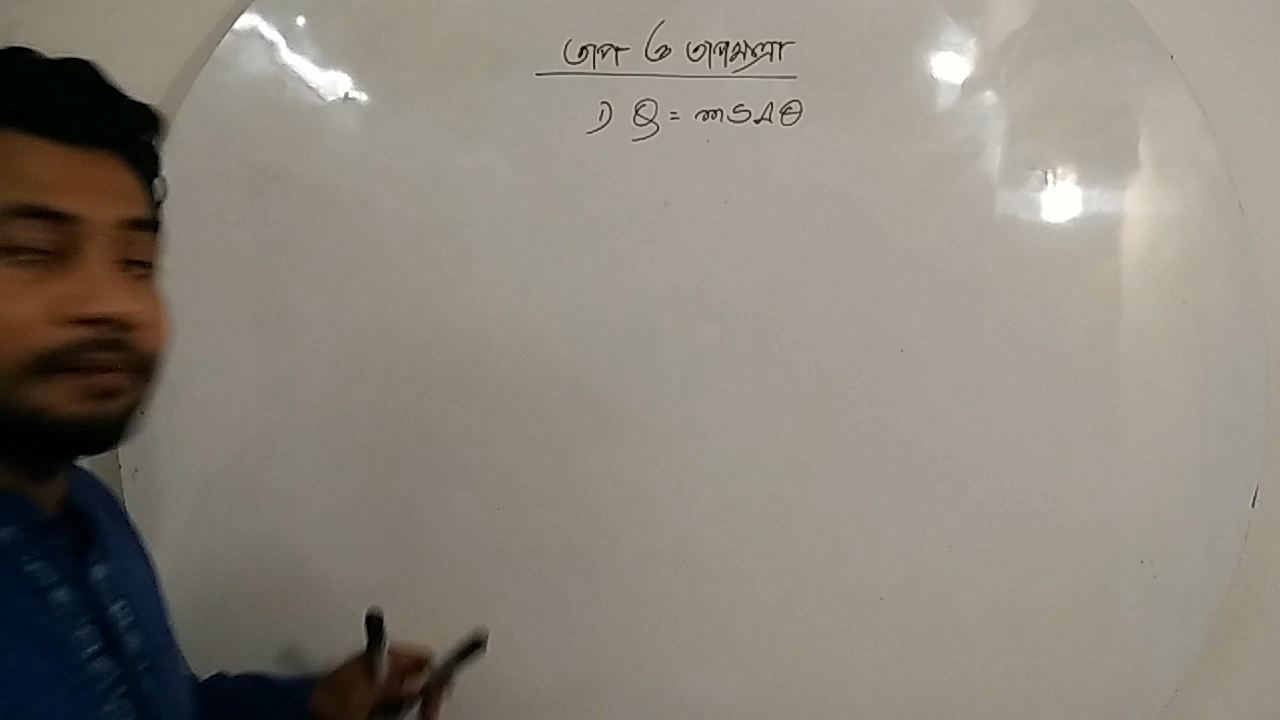 তাপ ও তাপমাত্রা
1) Q = mSΔθ